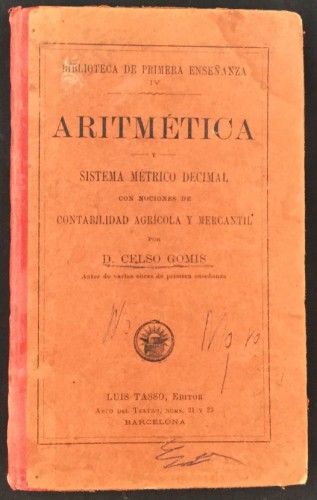 BIBLIOTECA DE PRIMERA ENSEÑANZA
IV
ARITMÉTICA
Y
SISTEMA MÉTRICO DECIMAL
CON NOCIONES DE
CONTABILIDAD AGRÍCOLA Y MERCANTIL
POR
D. CELSO GOMIS
Autor de varias obras de primera enseñanza
LUIS TASSO, EDITOR
ARCO DEL TEATRO, NÚMS. 21 Y 23
BARCELONA